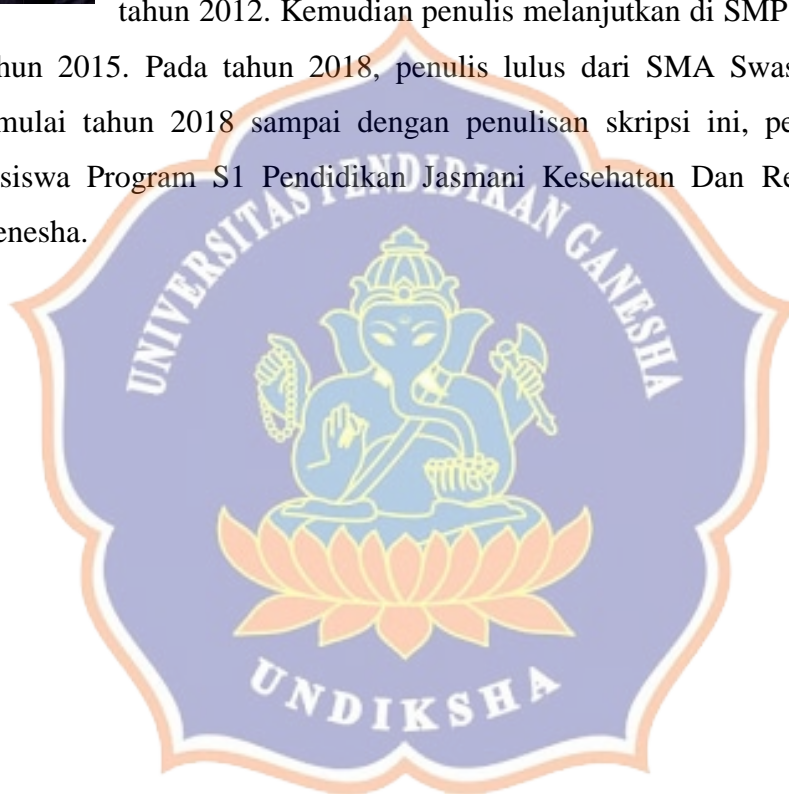 tahun 2012. Kemudian penulis melanjutkan di SMP
hun 2015. Pada tahun 2018, penulis lulus dari SMA Swas
mulai tahun 2018 sampai dengan penulisan skripsi ini, pe
siswa Program S1 Pendidikan Jasmani Kesehatan Dan Re
enesha.
UNIVERSITAS PENDIDIKAN GANESHA
UNDIKSHA